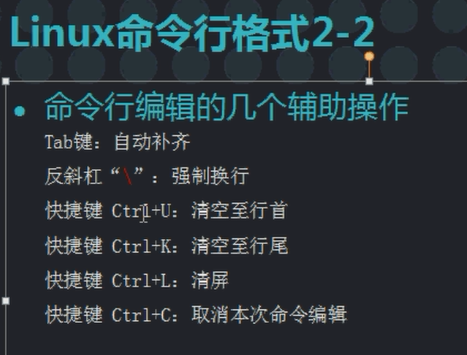 Linux命令行格式2-2
命令行编辑的几个辅助操作
Tab键：自动补齐
反斜杠“\”：强制换行
快捷键 Ctrl+U：清空至行首
快捷键 Ctrl+K：清空至行尾
快捷键 Ctrl+L：清屏
快捷键 Ctrl+C：取消本次命令编辑